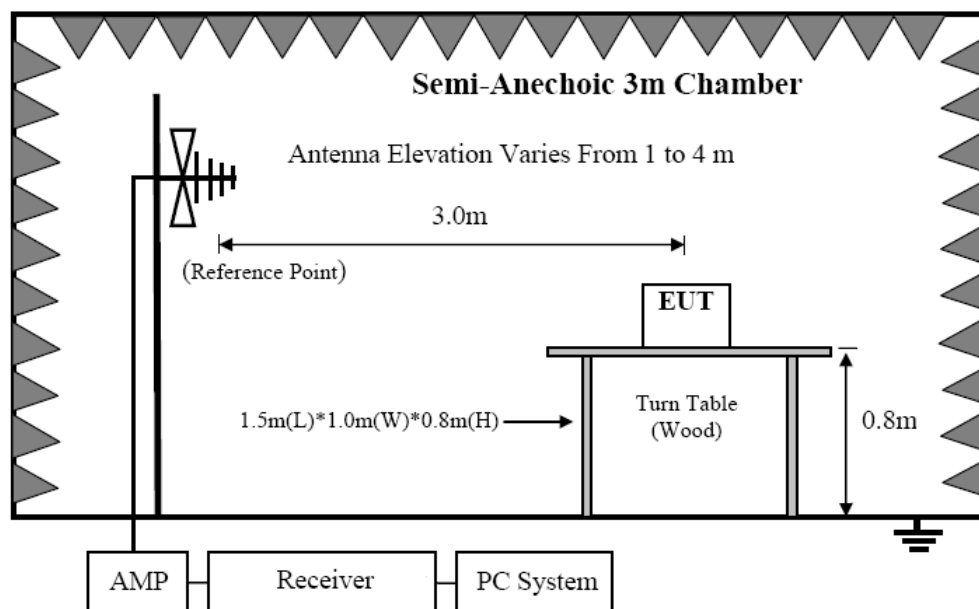 Semi-Anechoic 3m Chamber
Antenna Elevation Varies From 1 to 4 m
3.0m
(Reference Point)
EUT
1.5m(L)*1.0m(W)*0.8m(H)
Turn Table
(Wood)
0.8m
AMP
Receiver
PC System